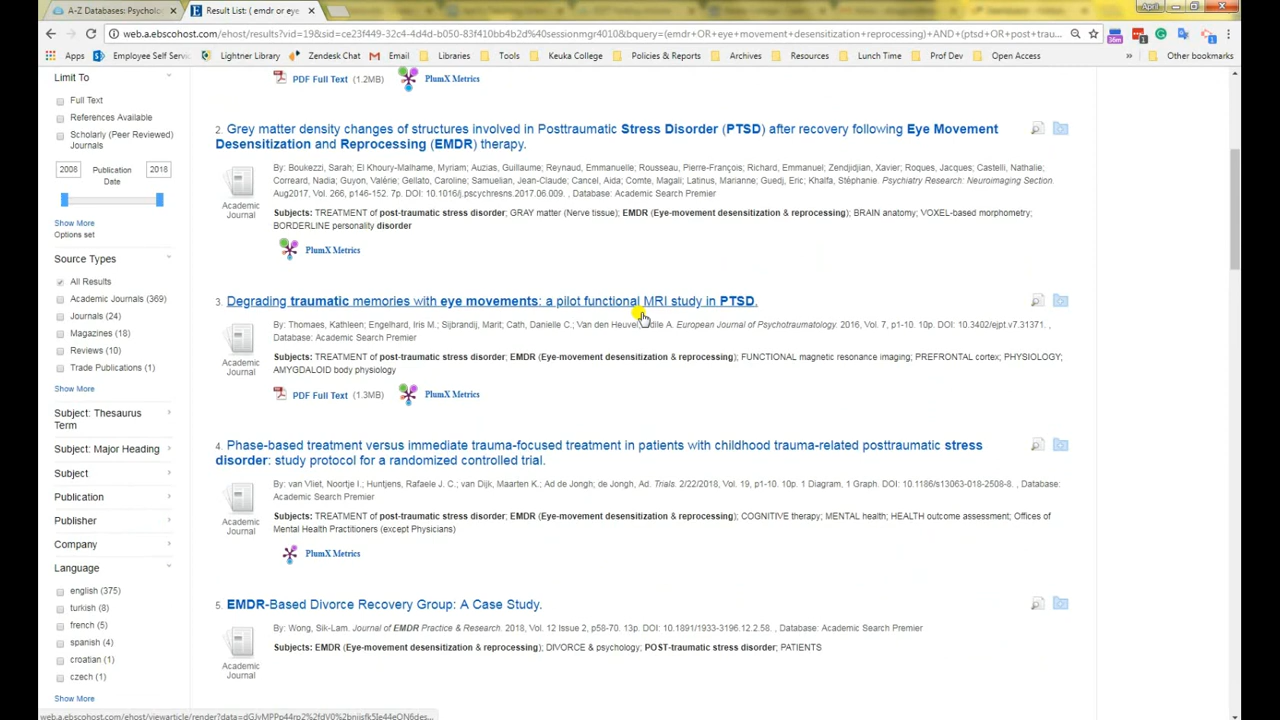 A-Z Databases: Psycholog
Result List: ( emdr or eye
April
web.a.ebscohost.com/ehost/results?vid=19&sid=ce23f449-32c4-4d4d-b050-83f410bb4b2d%40sessionmgr4010&bquery=(emdr+OR+eye+movement+desensitization+reprocessing)+AND+(ptsd+OR+post+trau...
Apps
Employee Self Servic
Lightner Library
Zendesk Chat
Email
Libraries
Tools
Keuka College
Policies & Reports
Archives
Resources
Lunch Time
Prof Dev
Open Access
»
Other bookmarks
Limit To
Full Text
References Available
Scholarly (Peer Reviewed) Journals
2008 Publication Date 2018
Show More
Options set
Source Types
All Results
Academic Journals (369)
Journals (24)
Magazines (18)
Reviews (10)
Trade Publications (1)
Show More
Subject: Thesaurus
Term
Subject: Major Heading
Subject
Publication
Publisher
Company
Language
english (375)
turkish (8)
french (5)
spanish (4)
croatian (1)
czech (1)
Show More
PDF Full Text (1.2MB) PlumX Metrics
2. Grey matter density changes of structures involved in Posttraumatic Stress Disorder (PTSD) after recovery following Eye Movement
Desensitization and Reprocessing (EMDR) therapy.
Academic
Journal
By: Boukezzi, Sarah; El Khoury-Malhame, Myriam; Auzias, Guillaume; Reynaud, Emmanuelle; Rousseau, Pierre-François; Richard, Emmanuel; Zendjidjian, Xavier; Roques, Jacques; Castelli, Nathalie;
Correard, Nadia; Guyon, Valérie; Gellato, Caroline; Samuelian, Jean-Claude; Cancel, Aida; Comte, Magali; Latinus, Marianne; Guedj, Eric; Khalfa, Stéphanie. Psychiatry Research: Neuroimaging Section.
Aug2017, Vol. 266, p146-152. 7p. DOI: 10.1016/j.pscychresns.2017.06.009. , Database: Academic Search Premier
Subjects: TREATMENT of post-traumatic stress disorder; GRAY matter (Nerve tissue); EMDR (Eye-movement desensitization & reprocessing); BRAIN anatomy; VOXEL-based morphometry;
BORDERLINE personality disorder
PlumX Metrics
3. Degrading traumatic memories with eye movements: a pilot functional MRI study in PTSD.
Academic
Journal
By: Thomaes, Kathleen; Engelhard, Iris M.; Sijbrandij, Marit; Cath, Danielle C.; Van den Heuvel, Odile A. European Journal of Psychotraumatology. 2016, Vol. 7, p1-10. 10p. DOI: 10.3402/ejpt.v7.31371. ,
Database: Academic Search Premier
Subjects: TREATMENT of post-traumatic stress disorder; EMDR (Eye-movement desensitization & reprocessing); FUNCTIONAL magnetic resonance imaging; PREFRONTAL cortex; PHYSIOLOGY;
AMYGDALOID body physiology
PDF Full Text (1.3MB) PlumX Metrics
4. Phase-based treatment versus immediate trauma-focused treatment in patients with childhood trauma-related posttraumatic stress
disorder: study protocol for a randomized controlled trial.
Academic
Journal
By: van Vliet, Noortje I.; Huntjens, Rafaele J. C.; van Dijk, Maarten K.; Ad de Jongh; de Jongh, Ad. Trials. 2/22/2018, Vol. 19, p1-10. 10p. 1 Diagram, 1 Graph. DOI: 10.1186/s13063-018-2508-8. , Database:
Academic Search Premier
Subjects: TREATMENT of post-traumatic stress disorder; EMDR (Eye-movement desensitization & reprocessing); COGNITIVE therapy; MENTAL health; HEALTH outcome assessment; Offices of
Mental Health Practitioners (except Physicians)
PlumX Metrics
5. EMDR-Based Divorce Recovery Group: A Case Study.
Academic
Journal
By: Wong, Sik-Lam. Journal of EMDR Practice & Research. 2018, Vol. 12 Issue 2, p58-70. 13p. DOI: 10.1891/1933-3196.12.2.58. , Database: Academic Search Premier
Subjects: EMDR (Eye-movement desensitization & reprocessing); DIVORCE & psychology; POST-traumatic stress disorder; PATIENTS